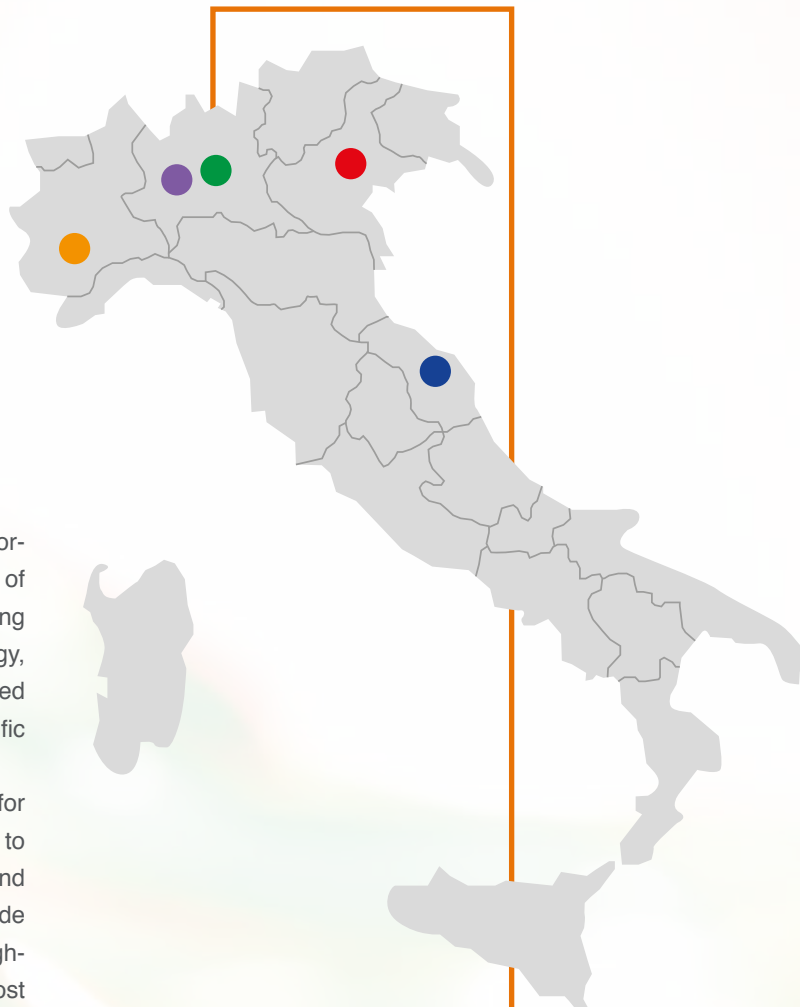 or-
of
ng
gy,
ed
fic
for
to
nd
de
gh-
ost